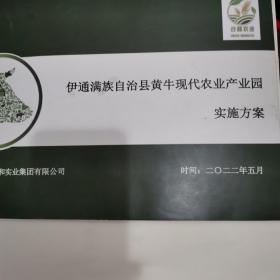 伊通满族自治县黄牛现代农业产业园
实施方案
和实业集团有限公司
时间：二〇二二年五月